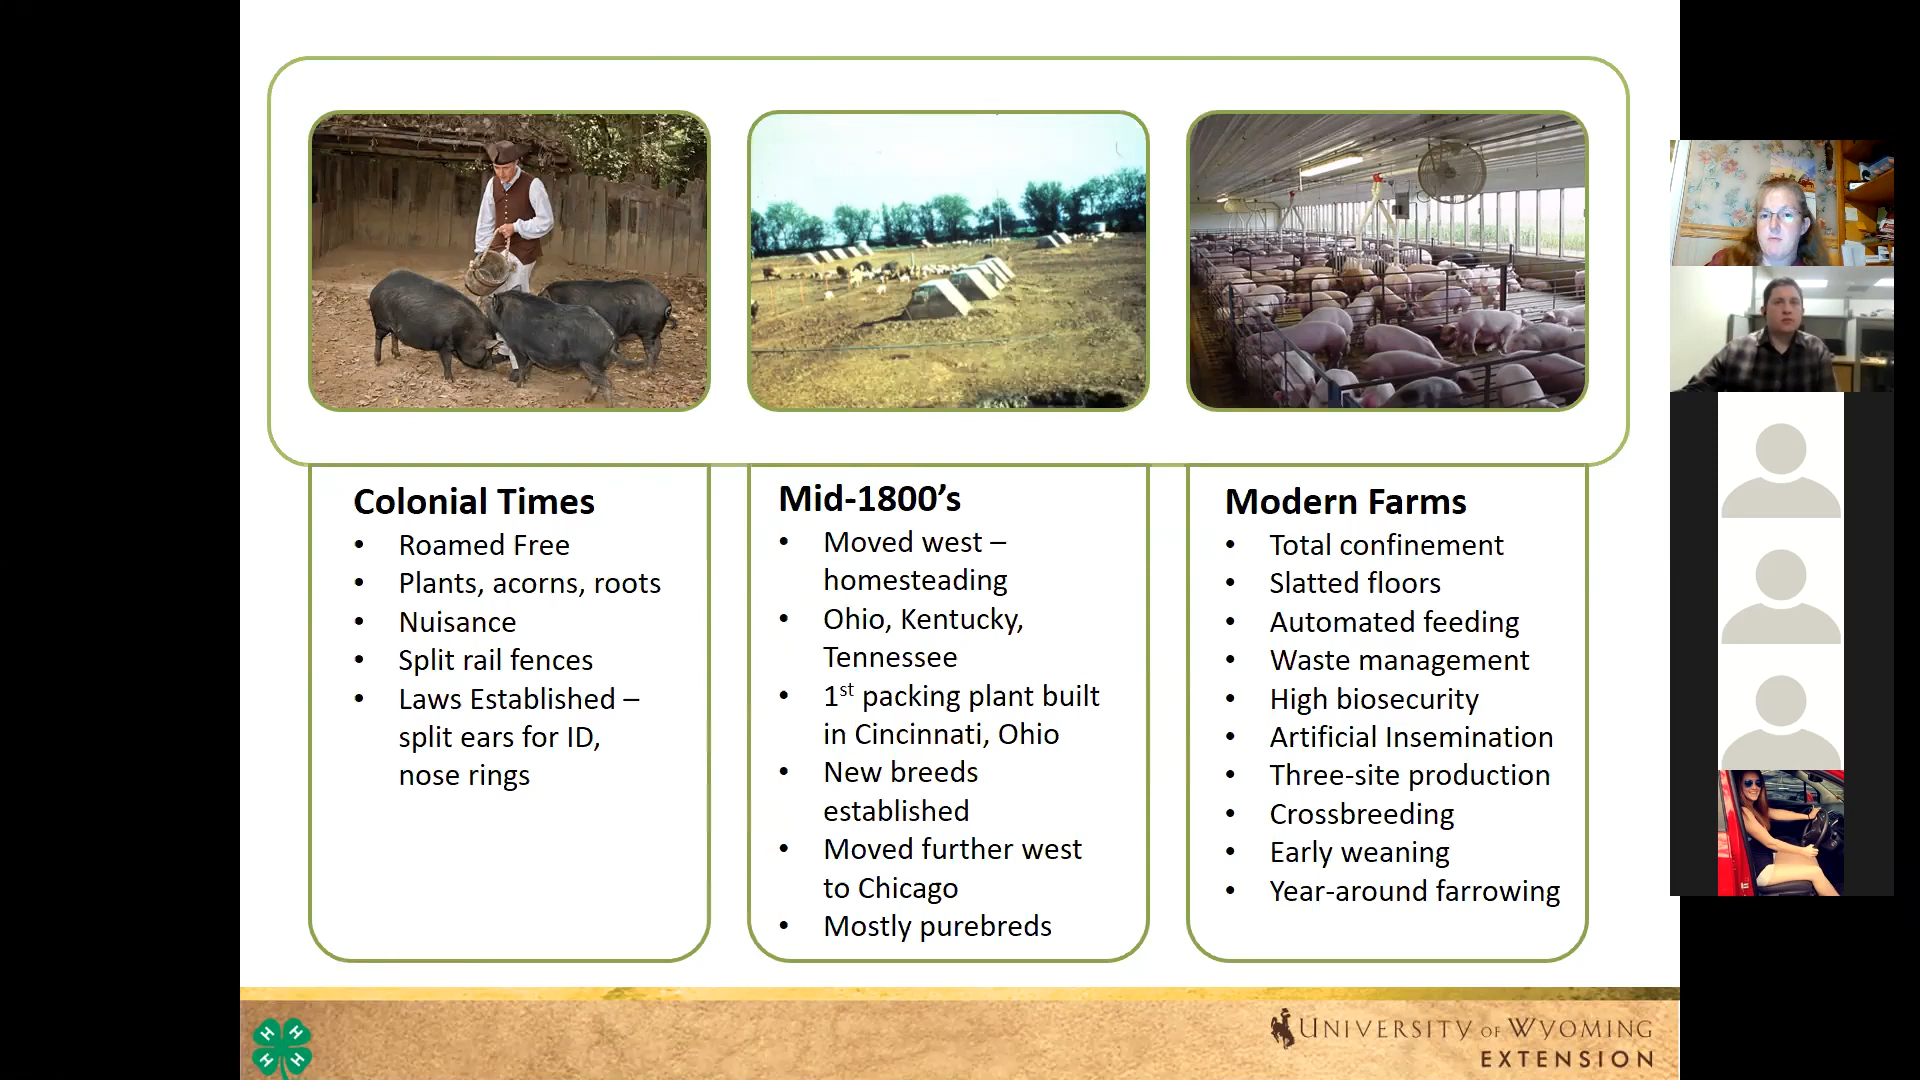 Colonial Times
• Roamed Free
• Plants, acorns, roots
• Nuisance
• Split rail fences
• Laws Established –
split ears for ID,
nose rings
Mid-1800’s
• Moved west –
homesteading
• Ohio, Kentucky,
Tennessee
• 1st packing plant built
in Cincinnati, Ohio
• New breeds
established
• Moved further west
to Chicago
• Mostly purebreds
Modern Farms
• Total confinement
• Slatted floors
• Automated feeding
• Waste management
• High biosecurity
• Artificial Insemination
• Three-site production
• Crossbreeding
• Early weaning
• Year-around farrowing
H H
H H
UNIVERSITY OF WYOMING
EXTENSION